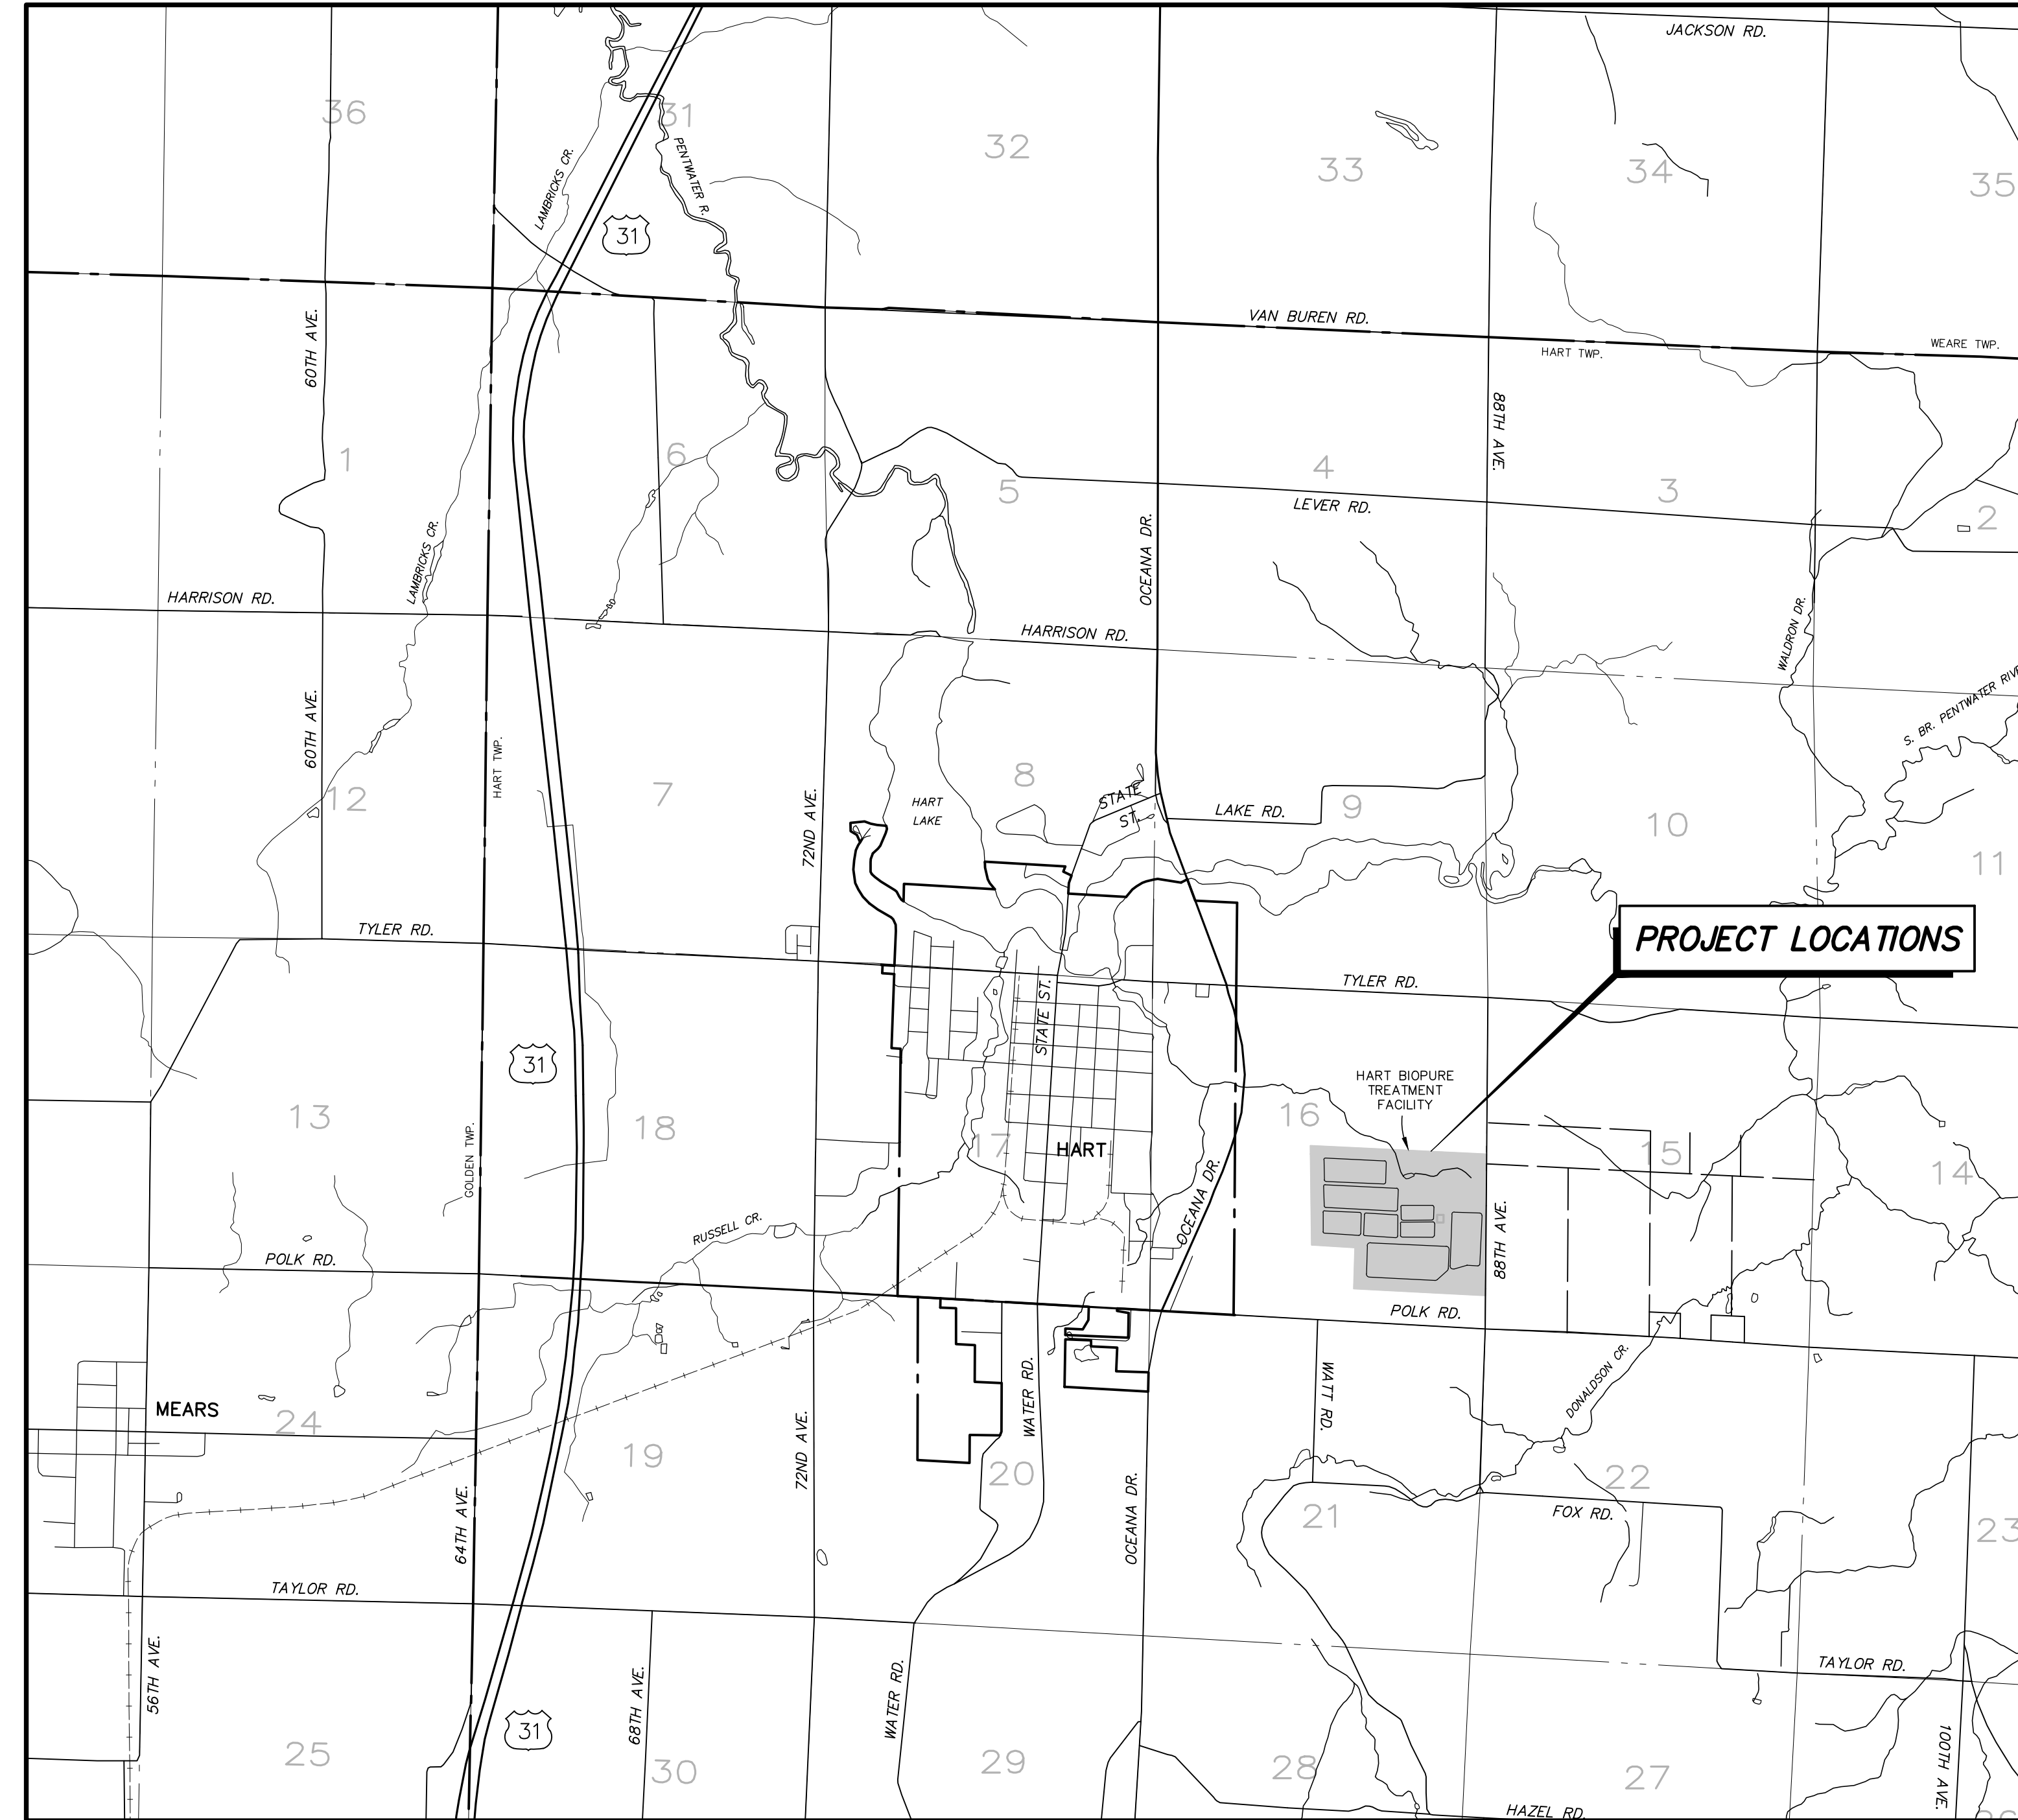 JACKSON RD.
36
31
32
33
34
35
LAMBRICKS CR.
PENTWATER R.
31
60TH AVE.
VAN BUREN RD.
HART TWP.
WEARE TWP.
88TH AVE.
1
6
5
4
3
2
LEVER RD.
OCEANA DR.
LAMBRICKS CR.
HARRISON RD.
HARRISON RD.
WALDRON DR.
S. BR. PENTWATER
60TH AVE.
HART TWP.
12
7
72ND AVE.
HART
LAKE
8
STATE
ST.
LAKE RD.
9
10
11
TYLER RD.
PROJECT LOCATIONS
TYLER RD.
STATE ST.
31
HART BIOPURE
TREATMENT
FACILITY
13
18
17
HART
16
15
14
GOLDEN TWP.
RUSSELL CR.
OCEANA DR.
88TH AVE.
POLK RD.
POLK RD.
MEARS
24
19
72ND AVE.
WATER RD.
20
WATT RD.
DONALDSON CR.
22
21
FOX RD.
23
64TH AVE.
OCEANA DR.
TAYLOR RD.
56TH AVE.
68TH AVE.
WATER RD.
TAYLOR RD.
31
25
30
29
28
27
100TH AVE.
HAZEL RD.